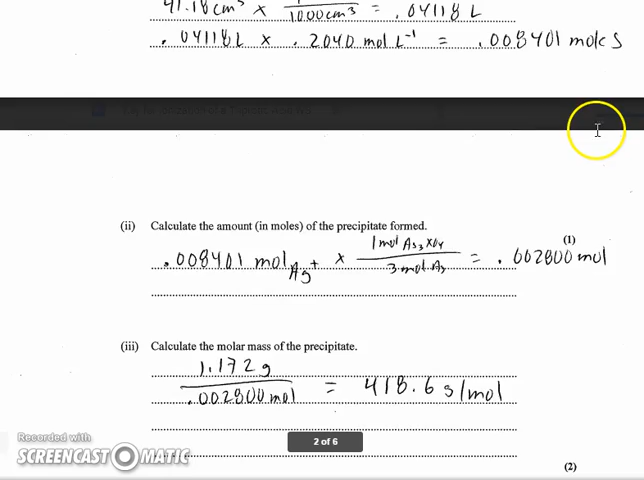 41.18 cm³ × 1000 cm³ = .04118 L
.04118L × .2040 mol L⁻¹ = .008401 moles
(ii) Calculate the amount (in moles) of the precipitate formed.
(1)
.008401 mol Ag⁺ × 1 mol Ag₃XO₄ / 3 mol Ag = .002800 mol
(iii) Calculate the molar mass of the precipitate.
1.172 g / .002800 mol = 418.6 g/mol
2 of 6
Recorded with
SCREENCAST MATIC
(2)